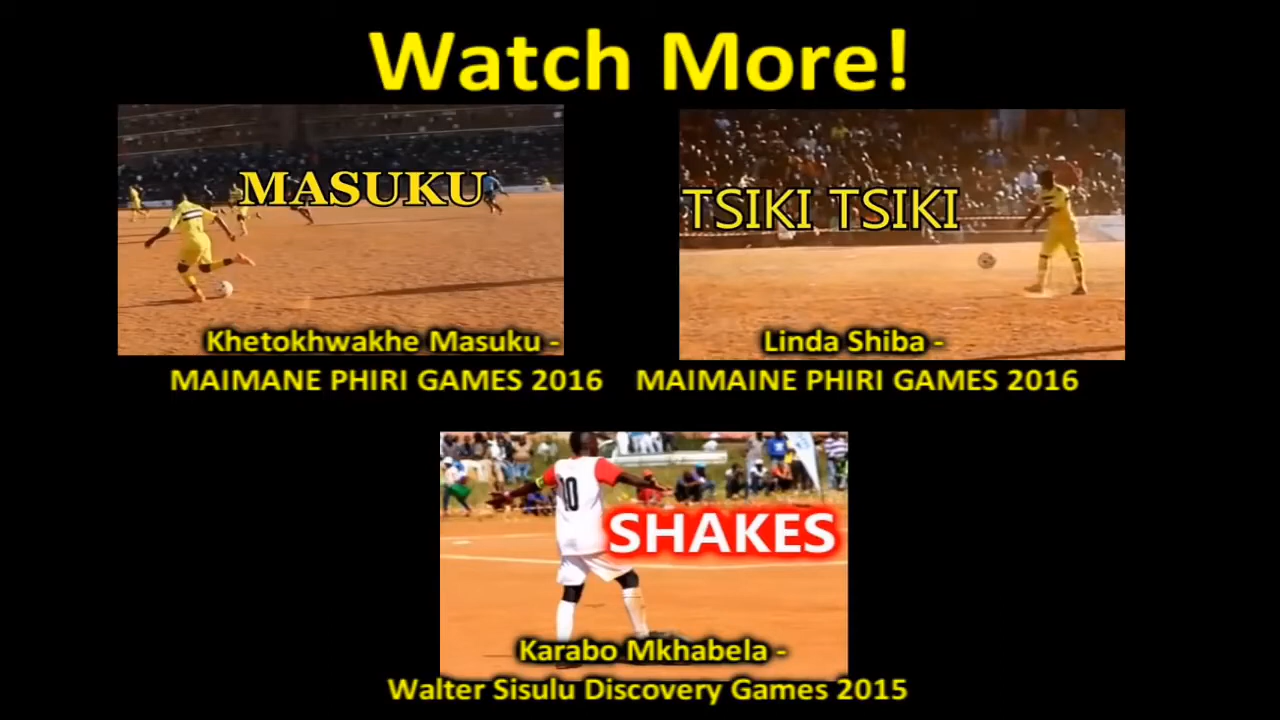 Watch More!
MASUKU
TSIKI TSIKI
Khetokhwakhe Masuku -
MAIMANE PHIRI GAMES 2016
Linda Shiba -
MAIMAINE PHIRI GAMES 2016
10
SHAKES
Karabo Mkhabela -
Walter Sisulu Discovery Games 2015